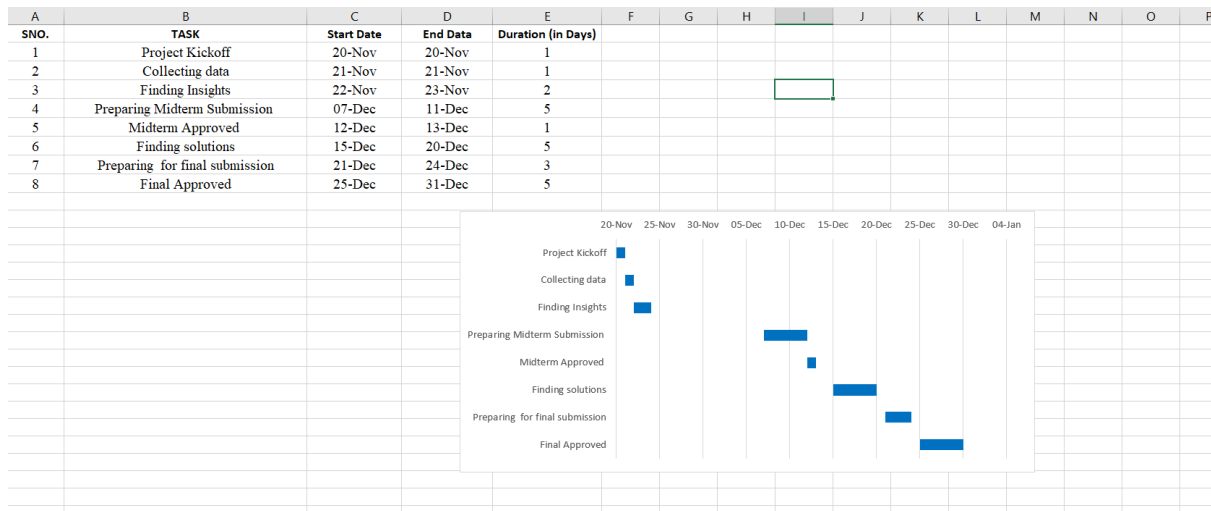 A B C D E F G H I J K L M N O P
SNO. TASK Start Date End Data Duration (in Days)
1 Project Kickoff 20-Nov 20-Nov 1
2 Collecting data 21-Nov 21-Nov 1
3 Finding Insights 22-Nov 23-Nov 2
4 Preparing Midterm Submission 07-Dec 11-Dec 5
5 Midterm Approved 12-Dec 13-Dec 1
6 Finding solutions 15-Dec 20-Dec 5
7 Preparing for final submission 21-Dec 24-Dec 3
8 Final Approved 25-Dec 31-Dec 5
20-Nov 25-Nov 30-Nov 05-Dec 10-Dec 15-Dec 20-Dec 25-Dec 30-Dec 04-Jan
Project Kickoff
Collecting data
Finding Insights
Preparing Midterm Submission
Midterm Approved
Finding solutions
Preparing for final submission
Final Approved